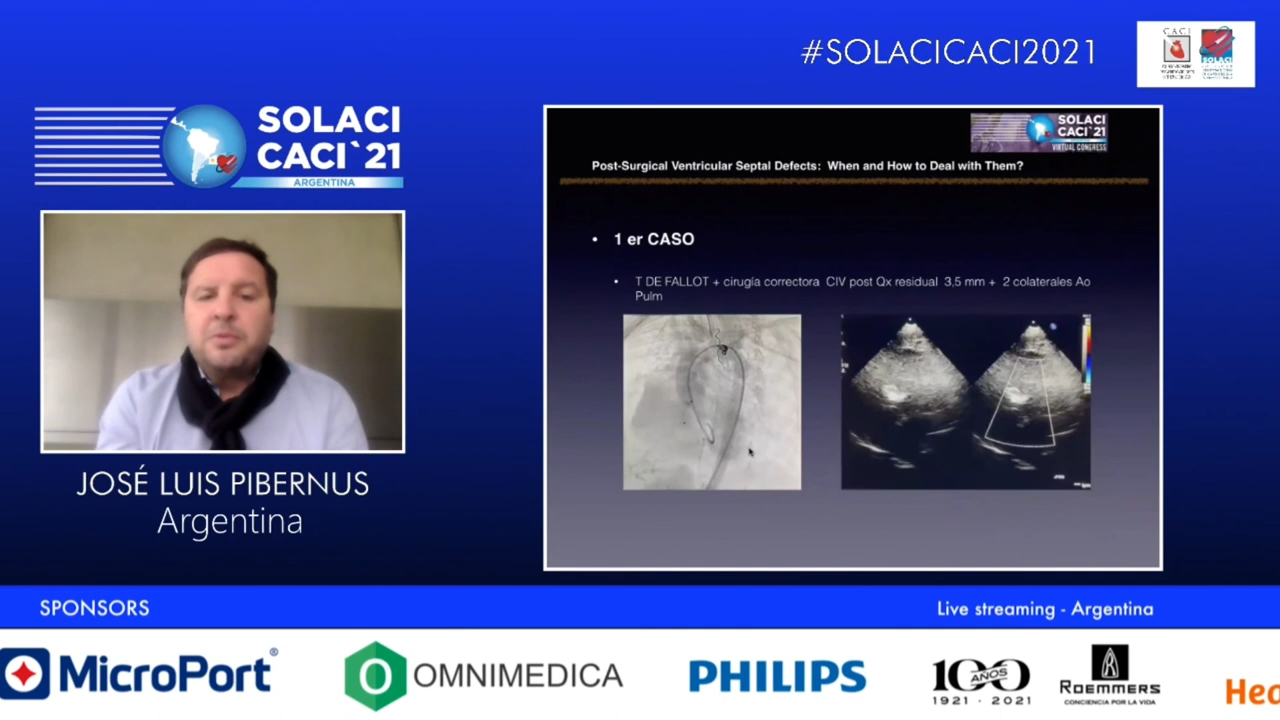 #SOLACICACI2021
CACI
SOLACI
SOLACI
CACI`21
ARGENTINA
SOLACI
CACI`21
VIRTUAL CONGRESS
Post-Surgical Ventricular Septal Defects: When and How to Deal with Them?
• 1 er CASO
• T DE FALLOT + cirugía correctora CIV post Qx residual 3,5 mm + 2 colaterales Ao
Pulm
JOSÉ LUIS PIBERNUS
Argentina
SPONSORS
Live streaming - Argentina
MicroPort®
OMNIMEDICA
PHILIPS
100
AÑOS
1921 · 2021
ROEMMERS
CONCIENCIA POR LA VIDA